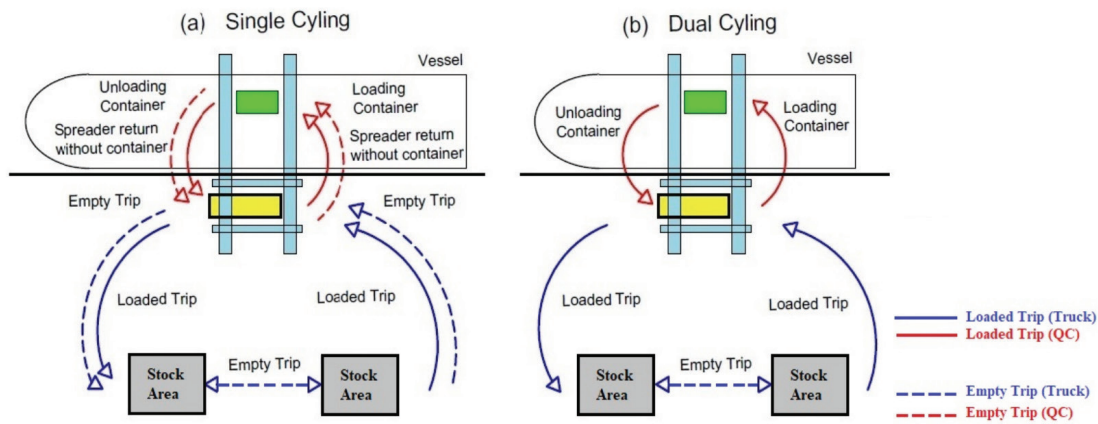 (a) Single Cyling
Vessel
Unloading
Container
Loading
Container
Spreader return
without container
Spreader return
without container
Empty Trip
Empty Trip
Loaded Trip
Loaded Trip
Stock
Area
Empty Trip
Stock
Area
(b) Dual Cyling
Vessel
Unloading
Container
Loading
Container
Loaded Trip
Loaded Trip
Stock
Area
Empty Trip
Stock
Area
Loaded Trip (Truck)
Loaded Trip (QC)
Empty Trip (Truck)
Empty Trip (QC)